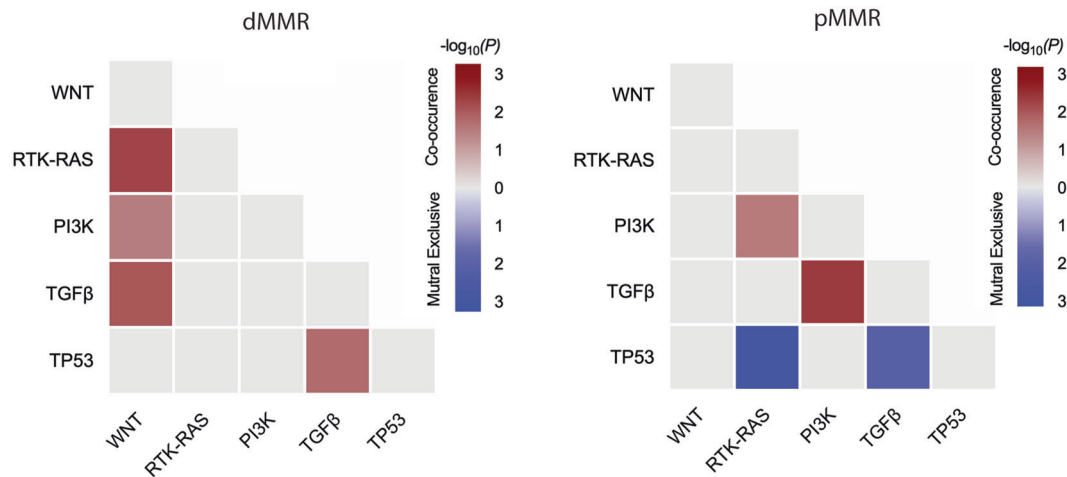 dMMR
-log10(P)
3
2
1
0
1
2
3
Co-occurence
Mutral Exclusive
WNT
RTK-RAS
PI3K
TGFβ
TP53
WNT
RTK-RAS
PI3K
TGFβ
TP53
pMMR
-log10(P)
3
2
1
0
1
2
3
Co-occurence
Mutral Exclusive
WNT
RTK-RAS
PI3K
TGFβ
TP53
WNT
RTK-RAS
PI3K
TGFβ
TP53